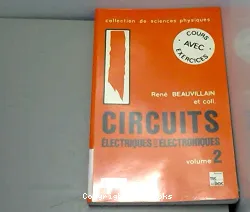 collection de sciences physiques
COURS
AVEC
EXERCICES
René BEAUVILLAIN
et coll.
CIRCUITS
ÉLECTRIQUES ET ÉLECTRONIQUES
volume 2